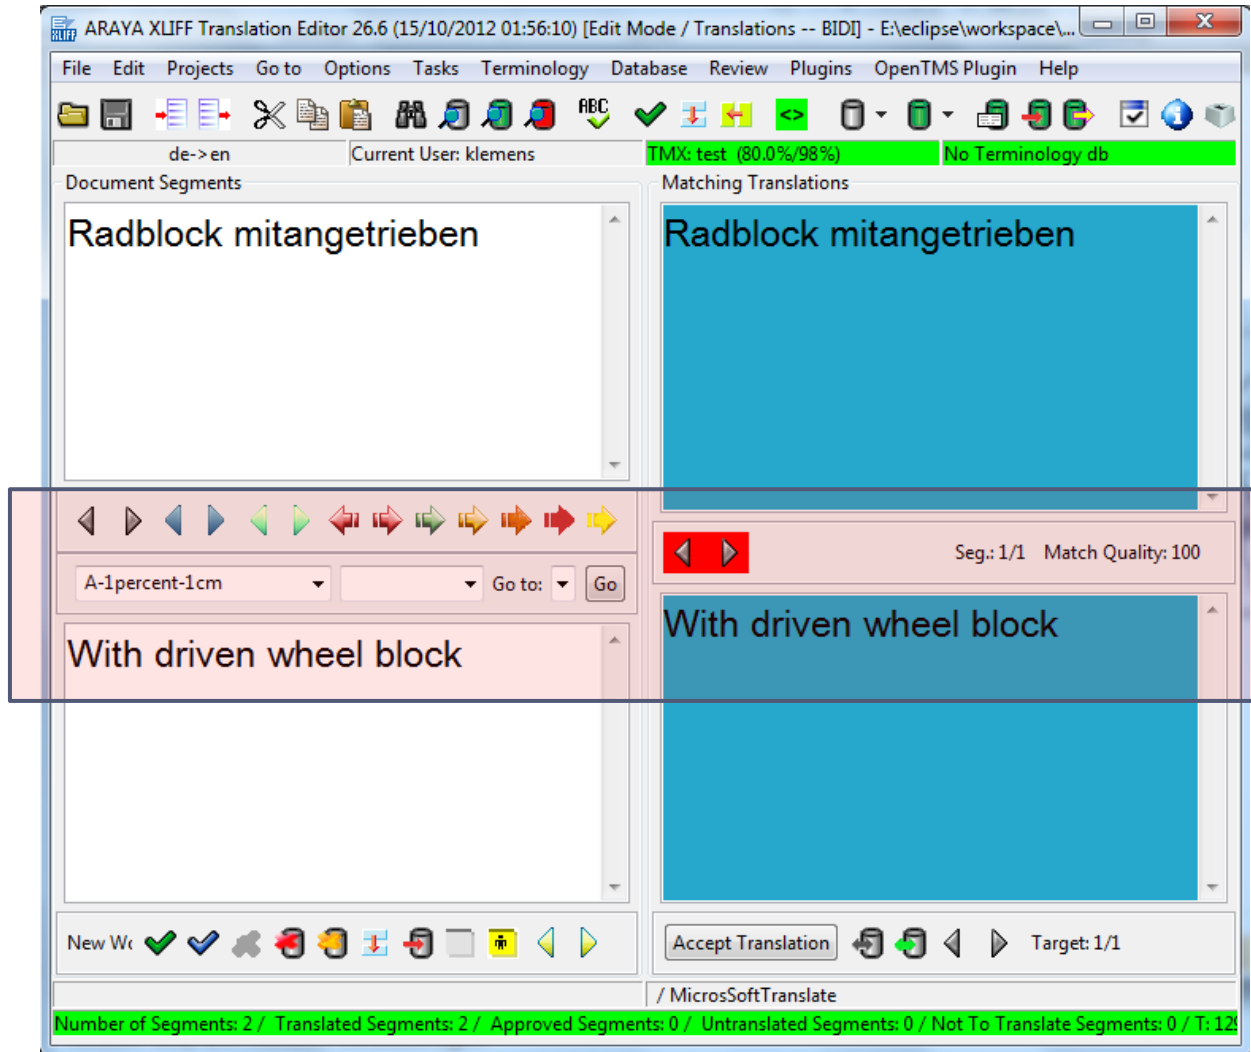 ARAYA XLIFF Translation Editor 26.6 (15/10/2012 01:56:10) [Edit Mode / Translations -- BIDI] - E:\eclipse\workspace\...
File Edit Projects Go to Options Tasks Terminology Database Review Plugins OpenTMS Plugin Help
ABC
de->en Current User: klemens TMX: test (80.0%/98%) No Terminology db
Document Segments Matching Translations
Radblock mitangetrieben Radblock mitangetrieben
Seg.: 1/1 Match Quality: 100
A-1percent-1cm Go to: Go
With driven wheel block With driven wheel block
New Accept Translation Target: 1/1
/ MicrosSoftTranslate
Number of Segments: 2 / Translated Segments: 2 / Approved Segments: 0 / Untranslated Segments: 0 / Not To Translate Segments: 0 / T: 129